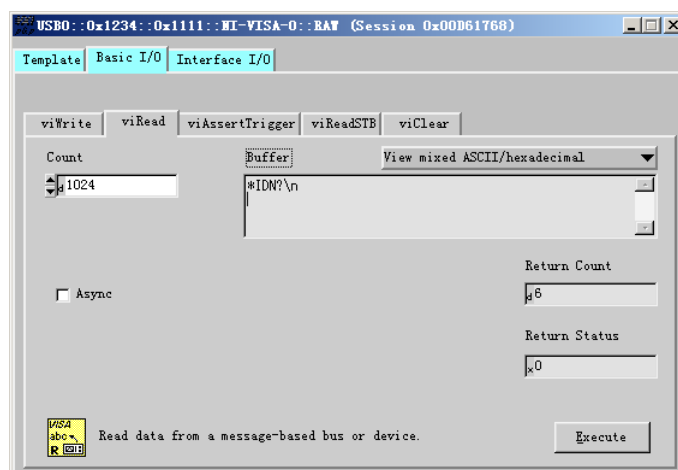 USB0::0x1234::0x1111::NI-VISA-0::RAW (Session 0x00D61768)
Template Basic I/O Interface I/O
viWrite viRead viAssertTrigger viReadSTB viClear
Count Buffer View mixed ASCII/hexadecimal
d 1024 *IDN?\n
Return Count
Async d 6
Return Status
x 0
VISA
abc
R
Read data from a message-based bus or device. Execute